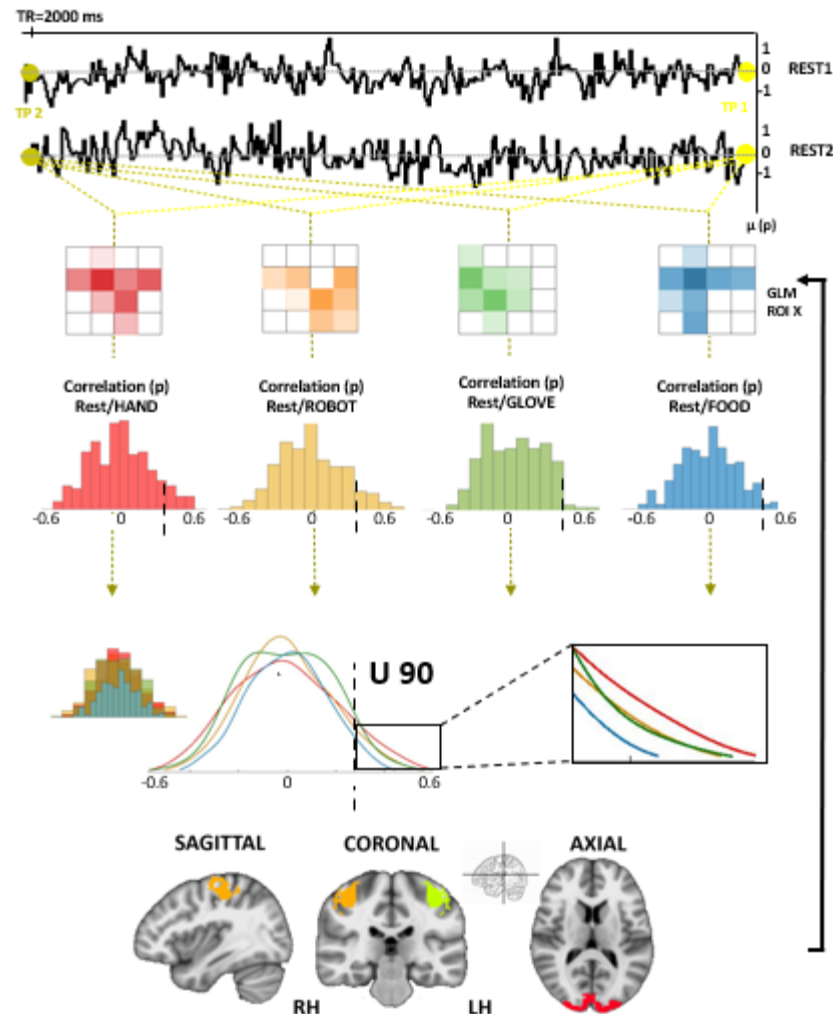 TR=2000 ms
1
0
-1
REST1
TP 2
TP 1
1
0
-1
REST2
μ (p)
GLM
ROI X
Correlation (p)
Rest/HAND
Correlation (p)
Rest/ROBOT
Correlation (p)
Rest/GLOVE
Correlation (p)
Rest/FOOD
-0.6 0 0.6
-0.6 0 0.6
-0.6 0 0.6
-0.6 0 0.6
U 90
-0.6 0 0.6
SAGITTAL
CORONAL
AXIAL
RH
LH